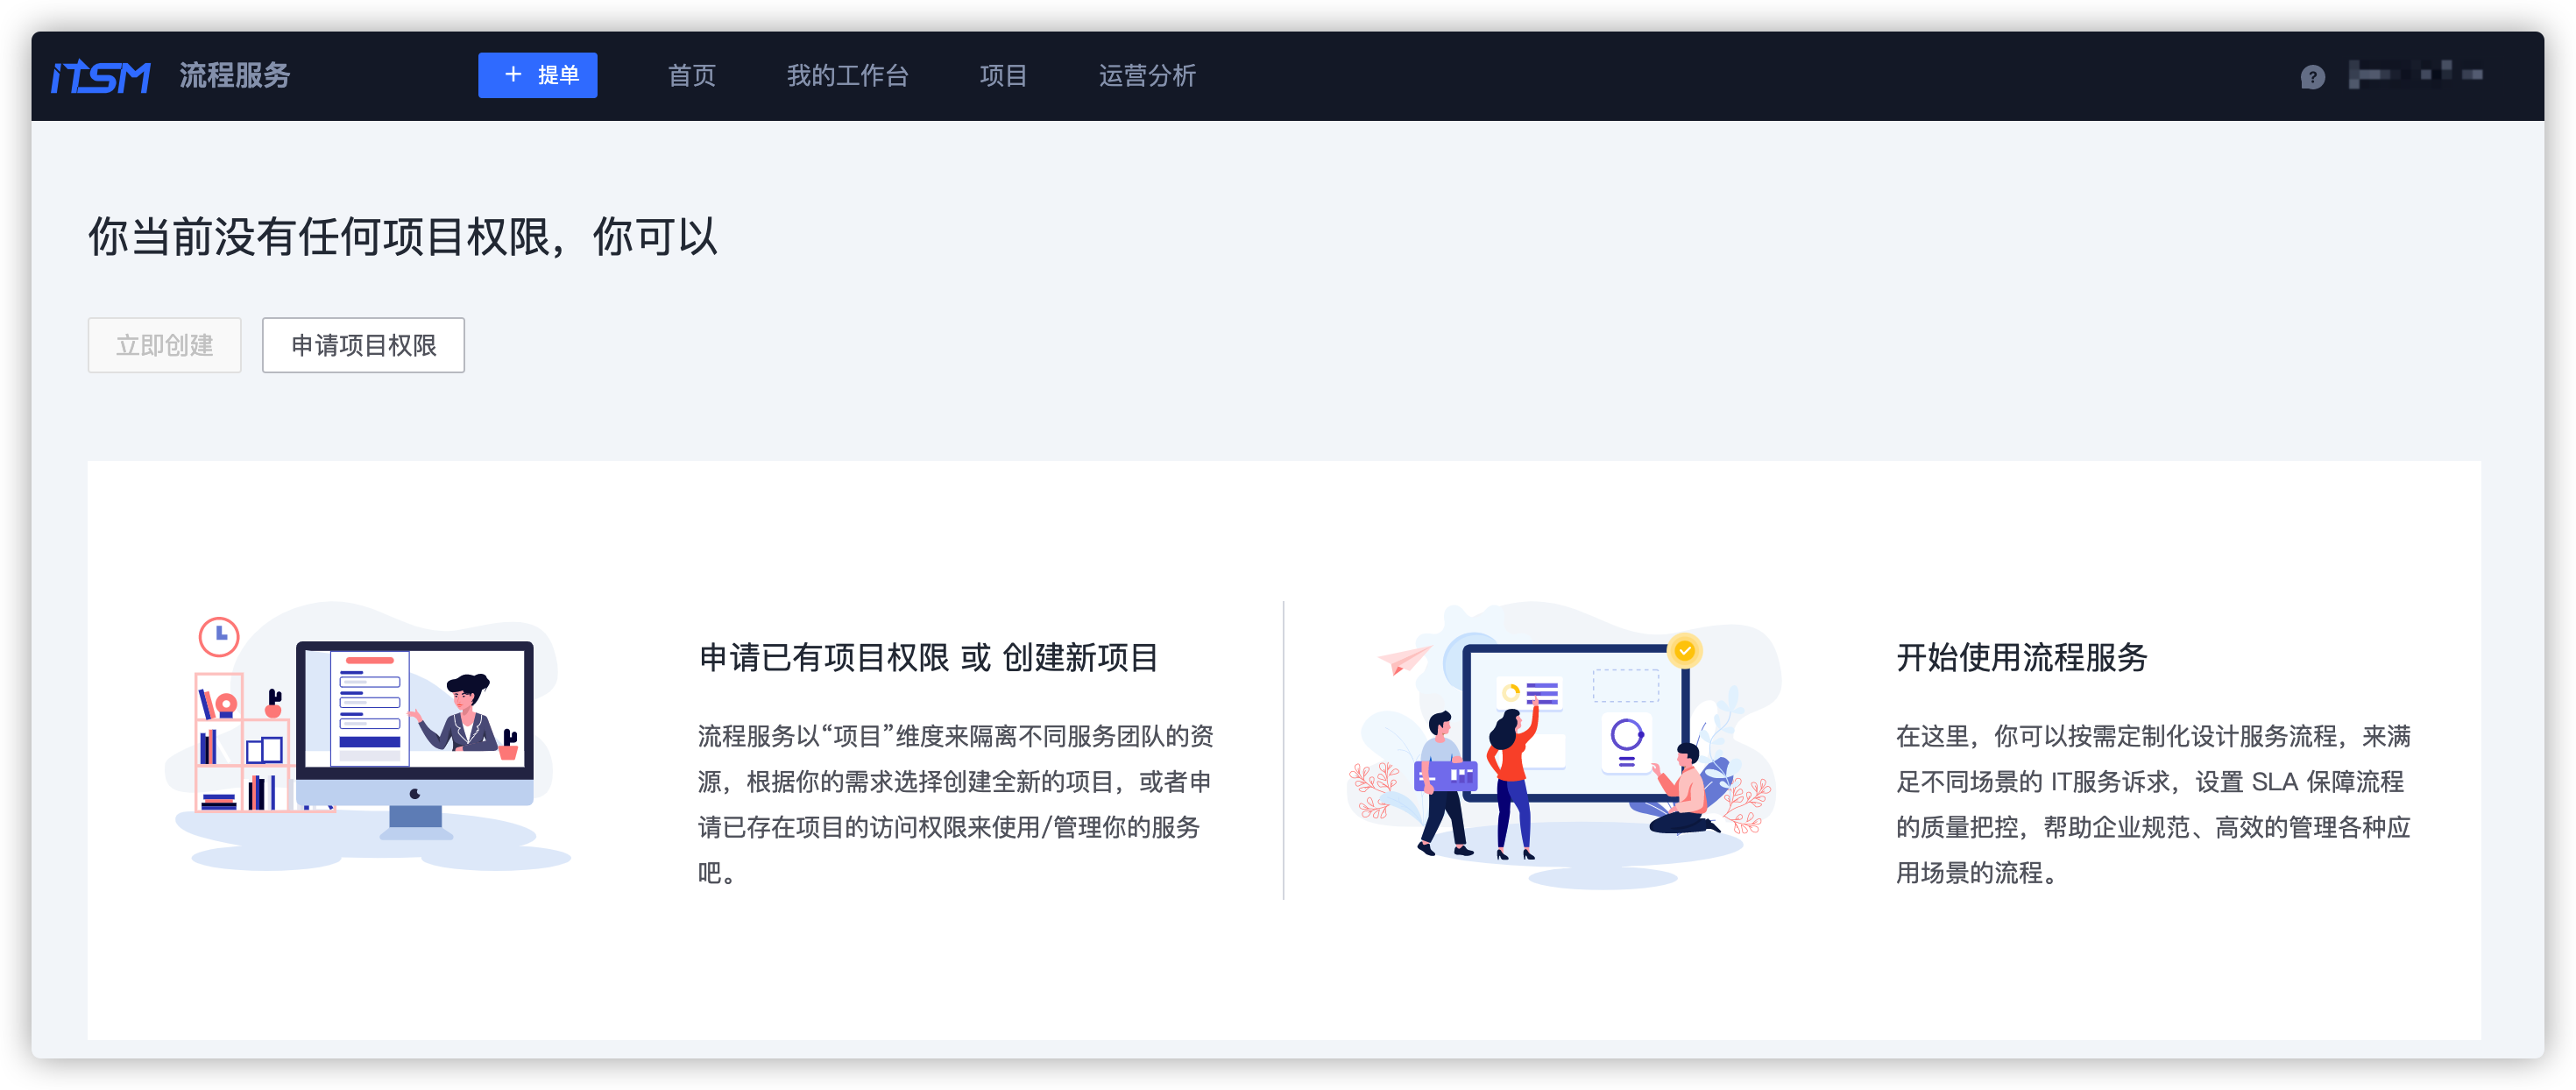 iTSM 流程服务 + 提单 首页 我的工作台 项目 运营分析 ?
你当前没有任何项目权限，你可以
立即创建 申请项目权限
申请已有项目权限 或 创建新项目
流程服务以“项目”维度来隔离不同服务团队的资
源，根据你的需求选择创建全新的项目，或者申
请已存在项目的访问权限来使用/管理你的服务
吧。
开始使用流程服务
在这里，你可以按需定制化设计服务流程，来满
足不同场景的 IT服务诉求，设置 SLA 保障流程
的质量把控，帮助企业规范、高效的管理各种应
用场景的流程。